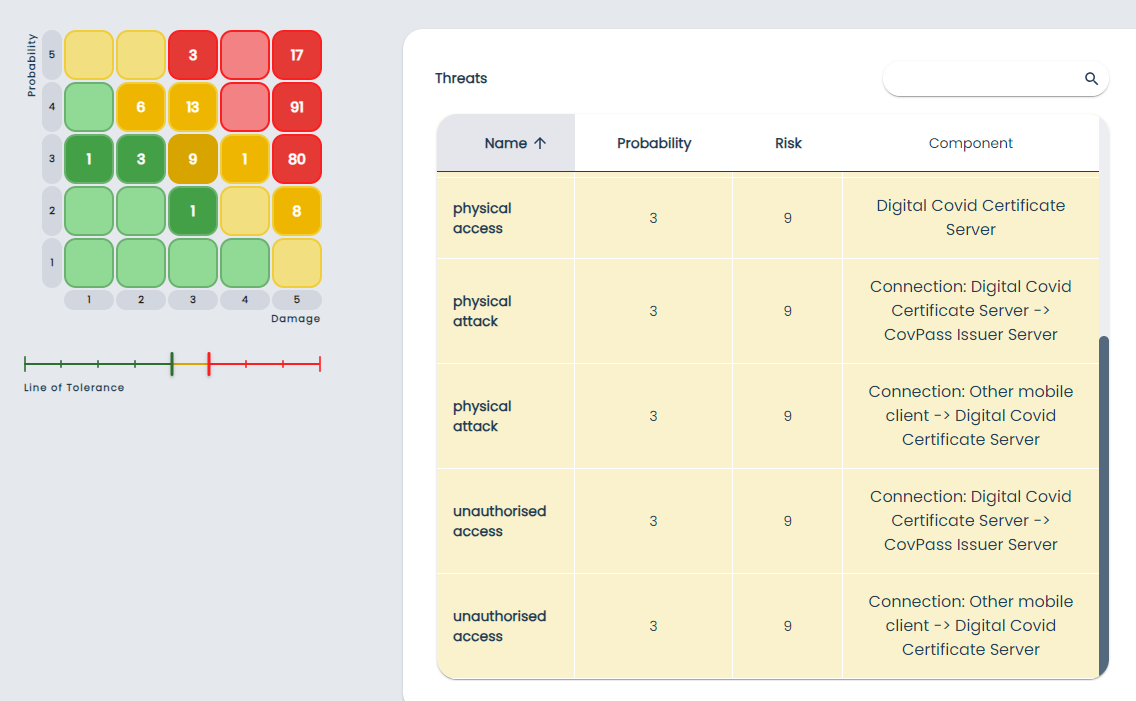 Probability
5
3
17
4
6
13
91
3
1
3
9
1
80
2
1
8
1
1
2
3
4
5
Damage
Line of Tolerance
Threats
Name
Probability
Risk
Component
physical
access
3
9
Digital Covid Certificate
Server
physical
attack
3
9
Connection: Digital Covid
Certificate Server ->
CovPass Issuer Server
physical
attack
3
9
Connection: Other mobile
client -> Digital Covid
Certificate Server
unauthorised
access
3
9
Connection: Digital Covid
Certificate Server ->
CovPass Issuer Server
unauthorised
access
3
9
Connection: Other mobile
client -> Digital Covid
Certificate Server